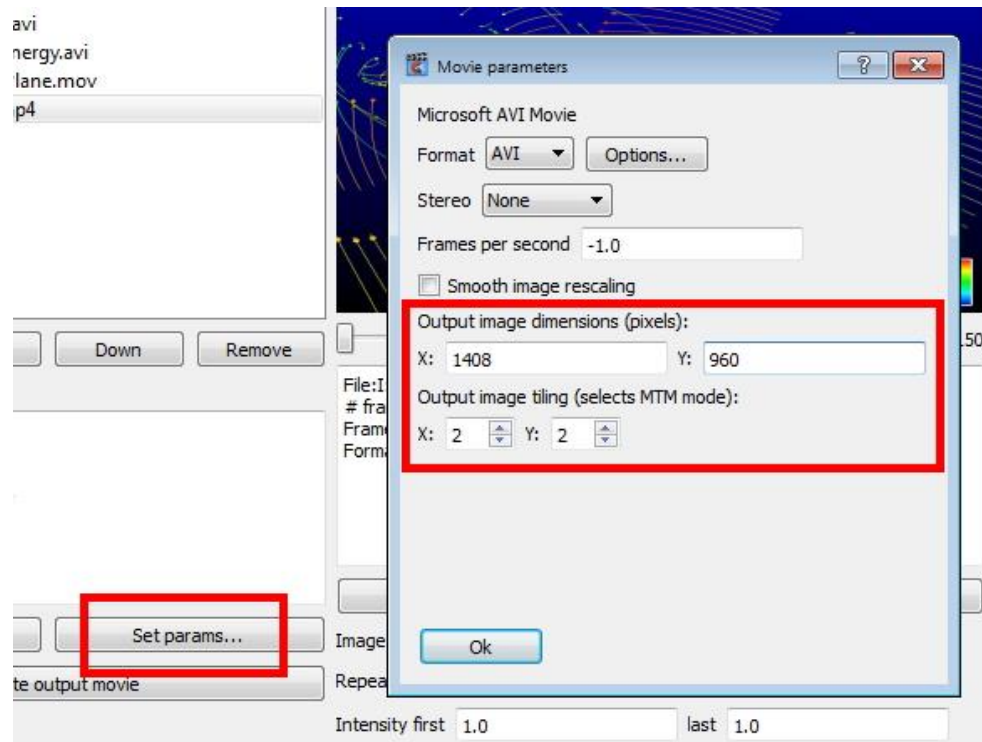 avi
nergy.avi
lane.mov
p4
Down
Remove
Set params...
te output movie
File:I
# fra
Frame
Forma
Image
Repea
Intensity first 1.0 last 1.0
.50
Movie parameters
Microsoft AVI Movie
Format AVI Options...
Stereo None
Frames per second -1.0
Smooth image rescaling
Output image dimensions (pixels):
X: 1408 Y: 960
Output image tiling (selects MTM mode):
X: 2 Y: 2
Ok